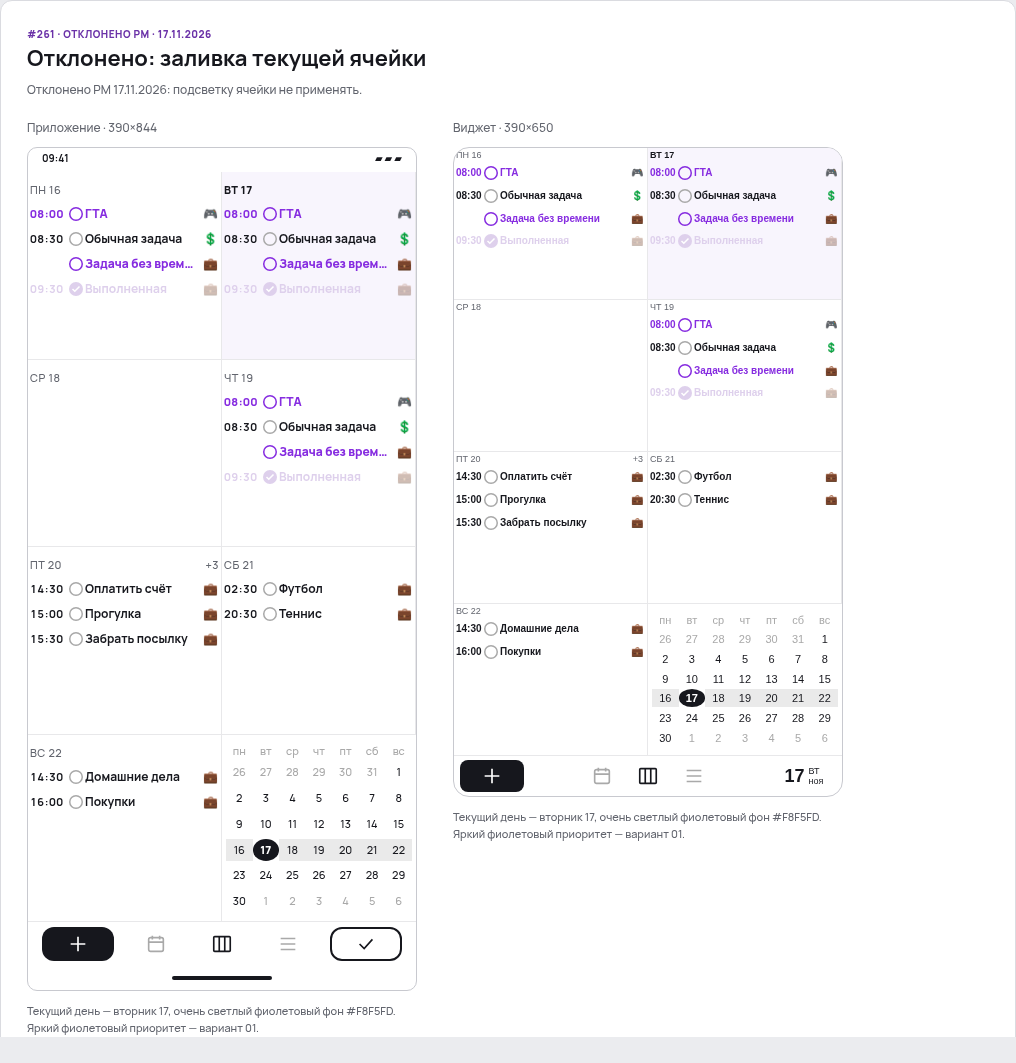 #261 · ОТКЛОНЕНО PM · 17.11.2026
Отклонено: заливка текущей ячейки
Отклонено PM 17.11.2026: подсветку ячейки не применять.
Приложение · 390×844
09:41
ПН 16
08:00 ГТА
08:30 Обычная задача
Задача без врем…
09:30 Выполненная
ВТ 17
08:00 ГТА
08:30 Обычная задача
Задача без врем…
09:30 Выполненная
СР 18
ЧТ 19
08:00 ГТА
08:30 Обычная задача
Задача без врем…
09:30 Выполненная
ПТ 20 +3
14:30 Оплатить счёт
15:00 Прогулка
15:30 Забрать посылку
СБ 21
02:30 Футбол
20:30 Теннис
ВС 22
14:30 Домашние дела
16:00 Покупки
пн вт ср чт пт сб вс
26 27 28 29 30 31 1
2 3 4 5 6 7 8
9 10 11 12 13 14 15
16 17 18 19 20 21 22
23 24 25 26 27 28 29
30 1 2 3 4 5 6
Текущий день — вторник 17, очень светлый фиолетовый фон #F8F5FD.
Яркий фиолетовый приоритет — вариант 01.
Виджет · 390×650
ПН 16
08:00 ГТА
08:30 Обычная задача
Задача без времени
09:30 Выполненная
ВТ 17
08:00 ГТА
08:30 Обычная задача
Задача без времени
09:30 Выполненная
СР 18
ЧТ 19
08:00 ГТА
08:30 Обычная задача
Задача без времени
09:30 Выполненная
ПТ 20 +3
14:30 Оплатить счёт
15:00 Прогулка
15:30 Забрать посылку
СБ 21
02:30 Футбол
20:30 Теннис
ВС 22
14:30 Домашние дела
16:00 Покупки
пн вт ср чт пт сб вс
26 27 28 29 30 31 1
2 3 4 5 6 7 8
9 10 11 12 13 14 15
16 17 18 19 20 21 22
23 24 25 26 27 28 29
30 1 2 3 4 5 6
17 ВТ
ноя
Текущий день — вторник 17, очень светлый фиолетовый фон #F8F5FD.
Яркий фиолетовый приоритет — вариант 01.